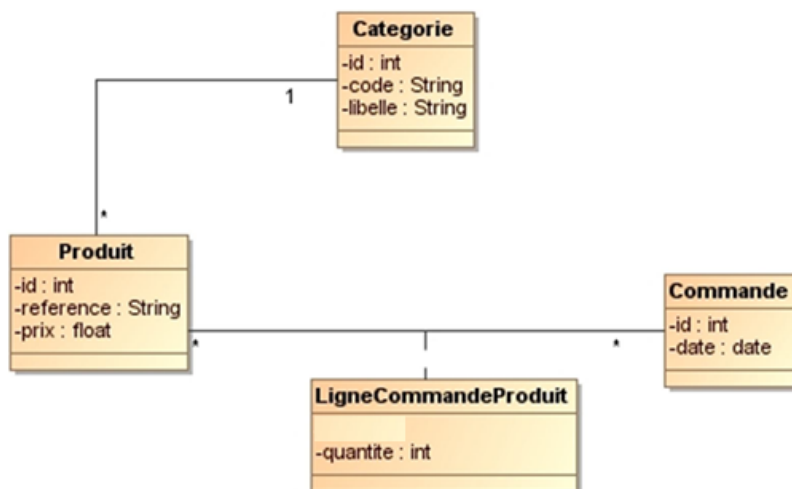 Categorie
-id : int
-code : String
-libelle : String
1
*
Produit
-id : int
-reference : String
-prix : float
*
*
Commande
-id : int
-date : date
LigneCommandeProduit
-quantite : int